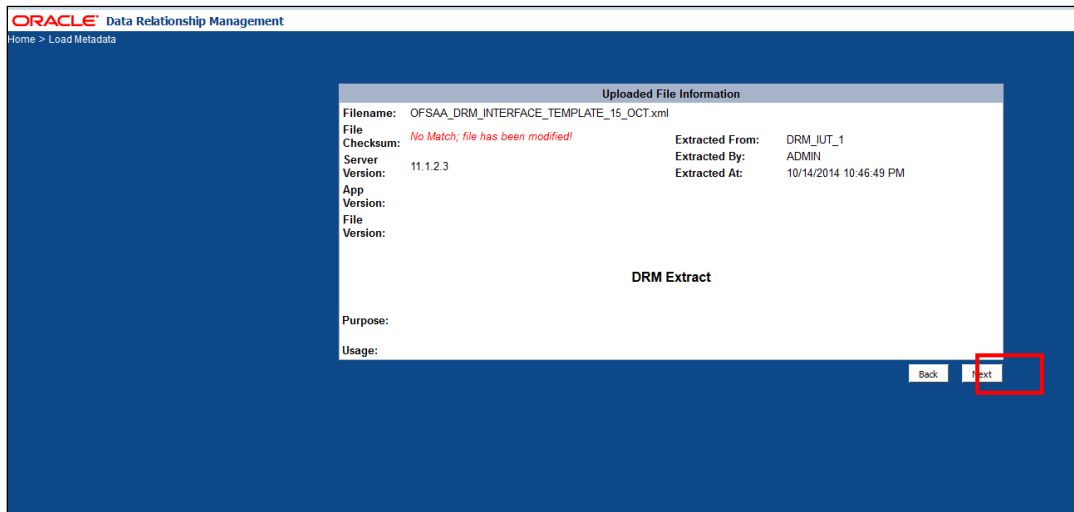 ORACLE® Data Relationship Management
Home > Load Metadata
Uploaded File Information
Filename: OFSAA_DRM_INTERFACE_TEMPLATE_15_OCT.xml
File Checksum: No Match; file has been modified!
Server Version: 11.1.2.3
App Version:
File Version:
Extracted From: DRM_IUT_1
Extracted By: ADMIN
Extracted At: 10/14/2014 10:46:49 PM
DRM Extract
Purpose:
Usage:
Back Next